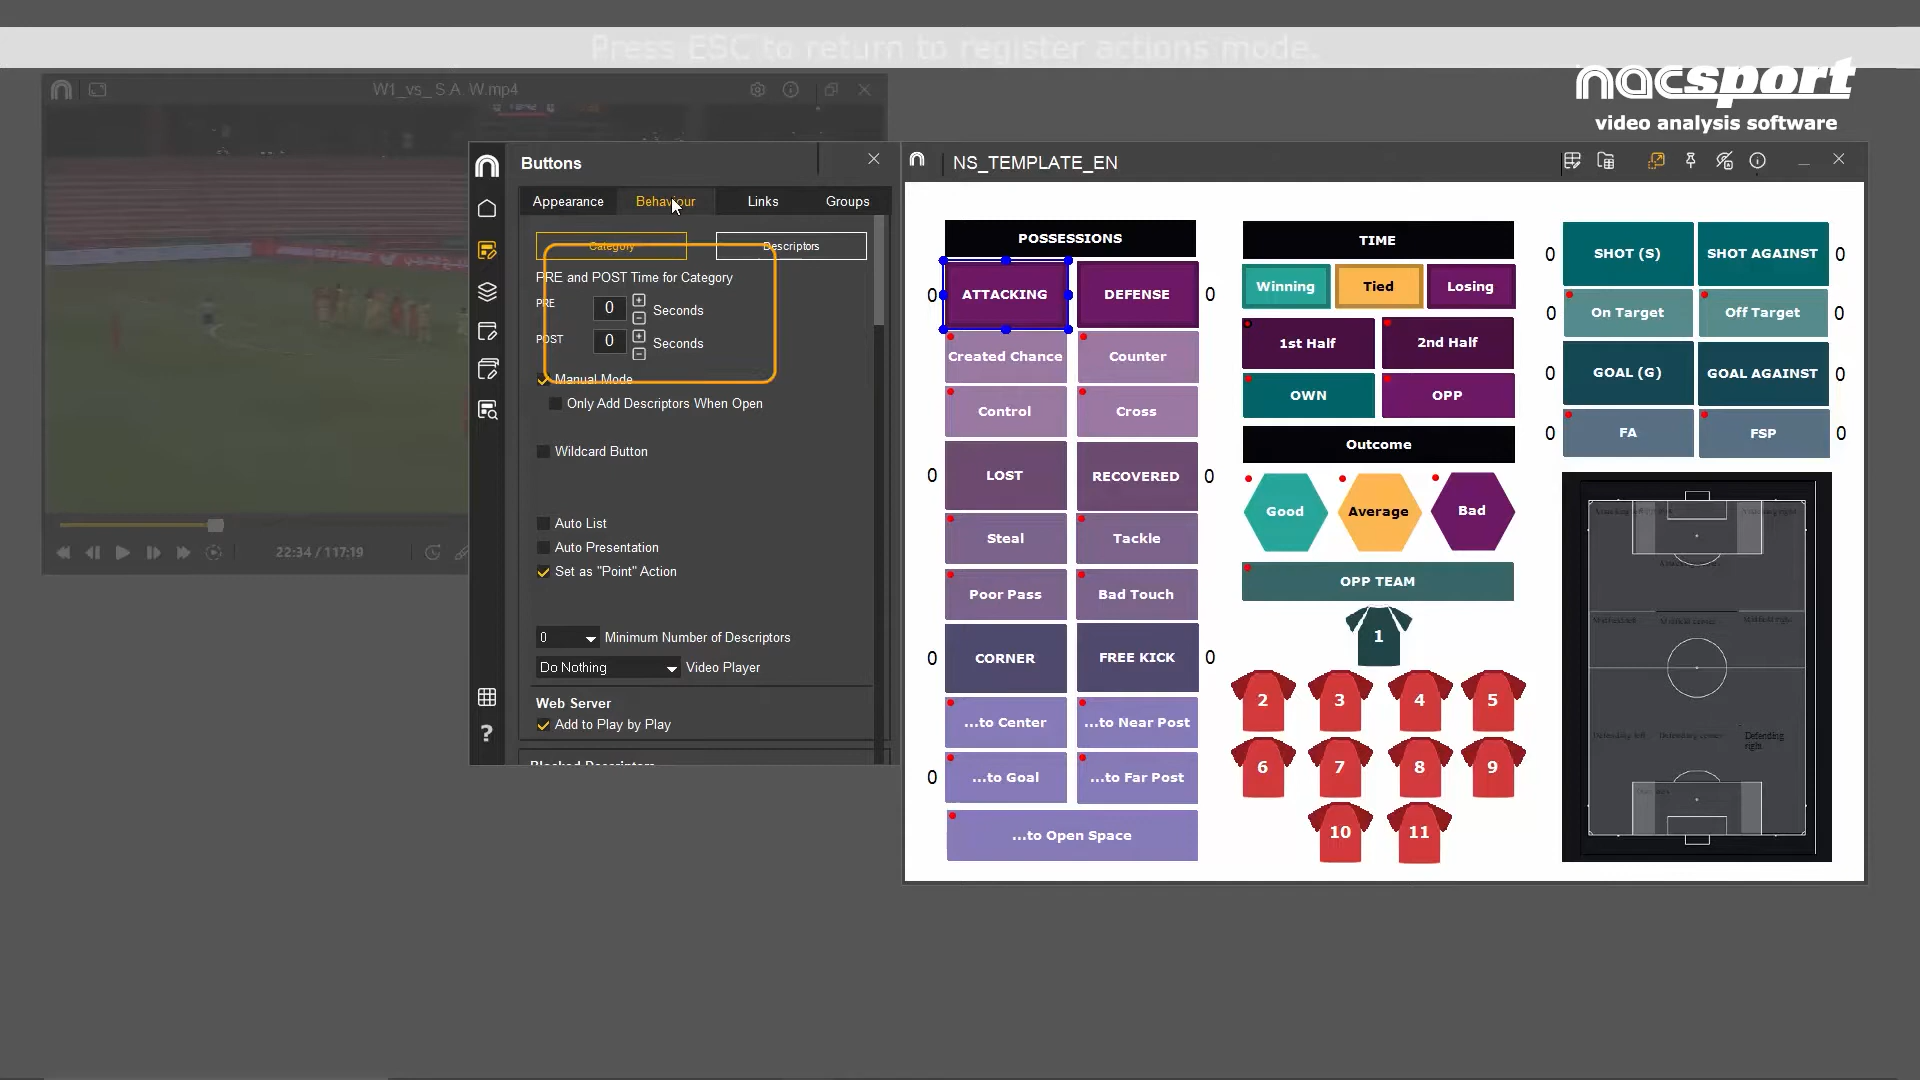 Press ESC to return to register actions mode.
nacsport
video analysis software
W1_vs_SA W.mp4
22:34 / 117:19
Buttons
Appearance
Behaviour
Links
Groups
Category
Descriptors
PRE and POST Time for Category
PRE
0
Seconds
POST
0
Seconds
Manual Mode
Only Add Descriptors When Open
Wildcard Button
Auto List
Auto Presentation
Set as "Point" Action
0
Minimum Number of Descriptors
Do Nothing
Video Player
Web Server
Add to Play by Play
?
NS_TEMPLATE_EN
POSSESSIONS
0
ATTACKING
DEFENSE
0
Created Chance
Counter
Control
Cross
0
LOST
RECOVERED
0
Steal
Tackle
Poor Pass
Bad Touch
0
CORNER
FREE KICK
0
...to Center
...to Near Post
0
...to Goal
...to Far Post
...to Open Space
TIME
Winning
Tied
Losing
1st Half
2nd Half
OWN
OPP
Outcome
Good
Average
Bad
OPP TEAM
1
2
3
4
5
6
7
8
9
10
11
0
SHOT (S)
SHOT AGAINST
0
0
On Target
Off Target
0
0
GOAL (G)
GOAL AGAINST
0
0
FA
FSP
0
Defending left
Defending center
Defending
right